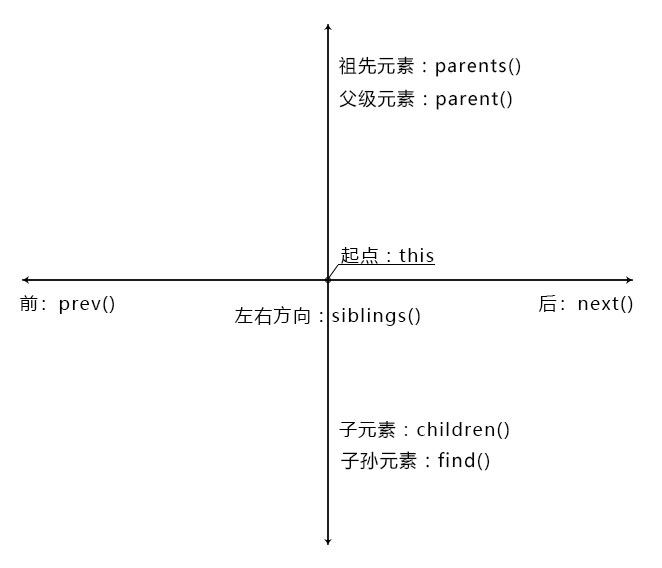 祖先元素：parents()
父级元素：parent()
起点：this
前：prev()
后：next()
左右方向：siblings()
子元素：children()
子孙元素：find()